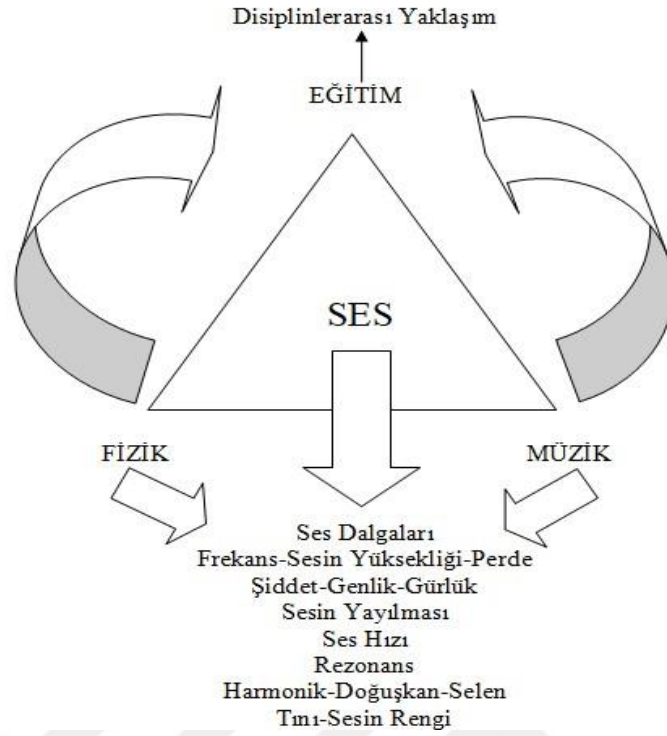 Disiplinlerarası Yaklaşım
EĞİTİM
SES
FİZİK
MÜZİK
Ses Dalgaları
Frekans-Sesin Yüksekliği-Perde
Şiddet-Genlik-Gürlük
Sesin Yayılması
Ses Hızı
Rezonans
Harmonik-Doğuşkan-Selen
Tını-Sesin Rengi